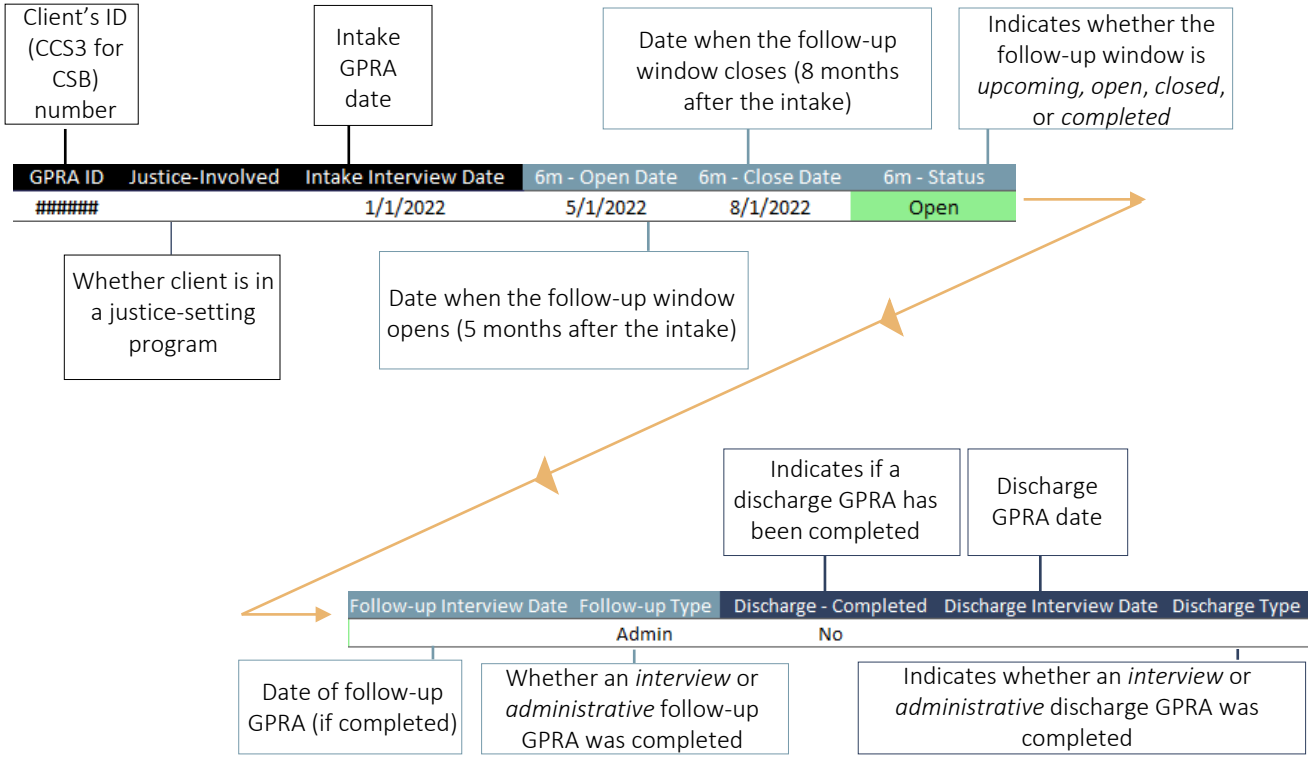 Client's ID
(CCS3 for
CSB)
number
Intake
GPRA
date
Date when the follow-up
window closes (8 months
after the intake)
Indicates whether the
follow-up window is
upcoming, open, closed,
or completed
GPRA ID Justice-Involved Intake Interview Date 6m - Open Date 6m - Close Date 6m - Status
###### 1/1/2022 5/1/2022 8/1/2022 Open
Whether client is in
a justice-setting
program
Date when the follow-up window
opens (5 months after the intake)
Indicates if a
discharge GPRA has
been completed
Discharge
GPRA date
Follow-up Interview Date Follow-up Type Discharge - Completed Discharge Interview Date Discharge Type
Admin No
Date of follow-up
GPRA (if completed)
Whether an interview or
administrative follow-up
GPRA was completed
Indicates whether an interview or
administrative discharge GPRA was
completed